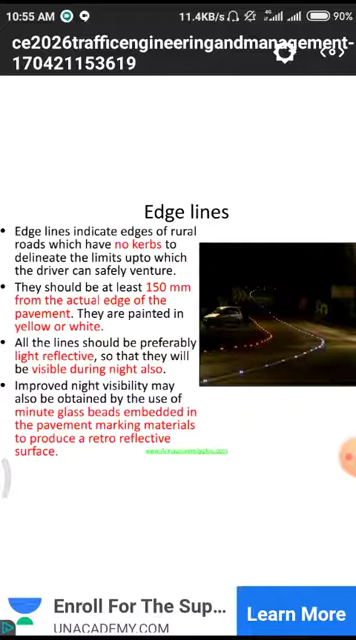 10:55 AM
11.4KB/s
4G
90%
ce2026trafficengineeringandmanagement-
170421153619
Edge lines
• Edge lines indicate edges of rural
roads which have no kerbs to
delineate the limits upto which
the driver can safely venture.
• They should be at least 150 mm
from the actual edge of the
pavement. They are painted in
yellow or white.
• All the lines should be preferably
light reflective, so that they will
be visible during night also.
• Improved night visibility may
also be obtained by the use of
minute glass beads embedded in
the pavement marking materials
to produce a retro reflective
surface.
Enroll For The Sup...
UNACADEMY.COM
Learn More